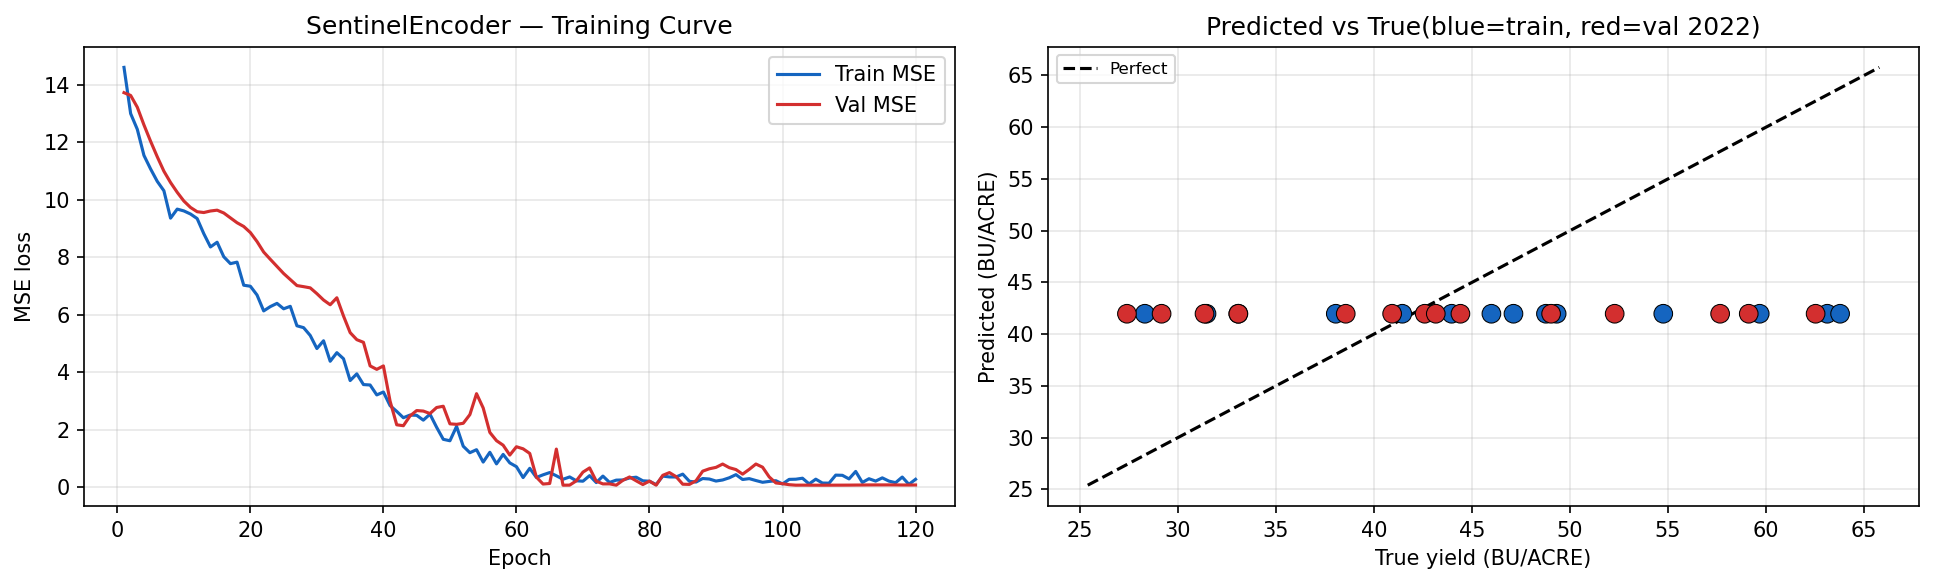 SentinelEncoder — Training Curve
MSE loss
14
12
10
8
6
4
2
0
0 20 40 60 80 100 120
Epoch
Train MSE
Val MSE
Predicted vs True(blue=train, red=val 2022)
Predicted (BU/ACRE)
65
60
55
50
45
40
35
30
25
25 30 35 40 45 50 55 60 65
True yield (BU/ACRE)
Perfect